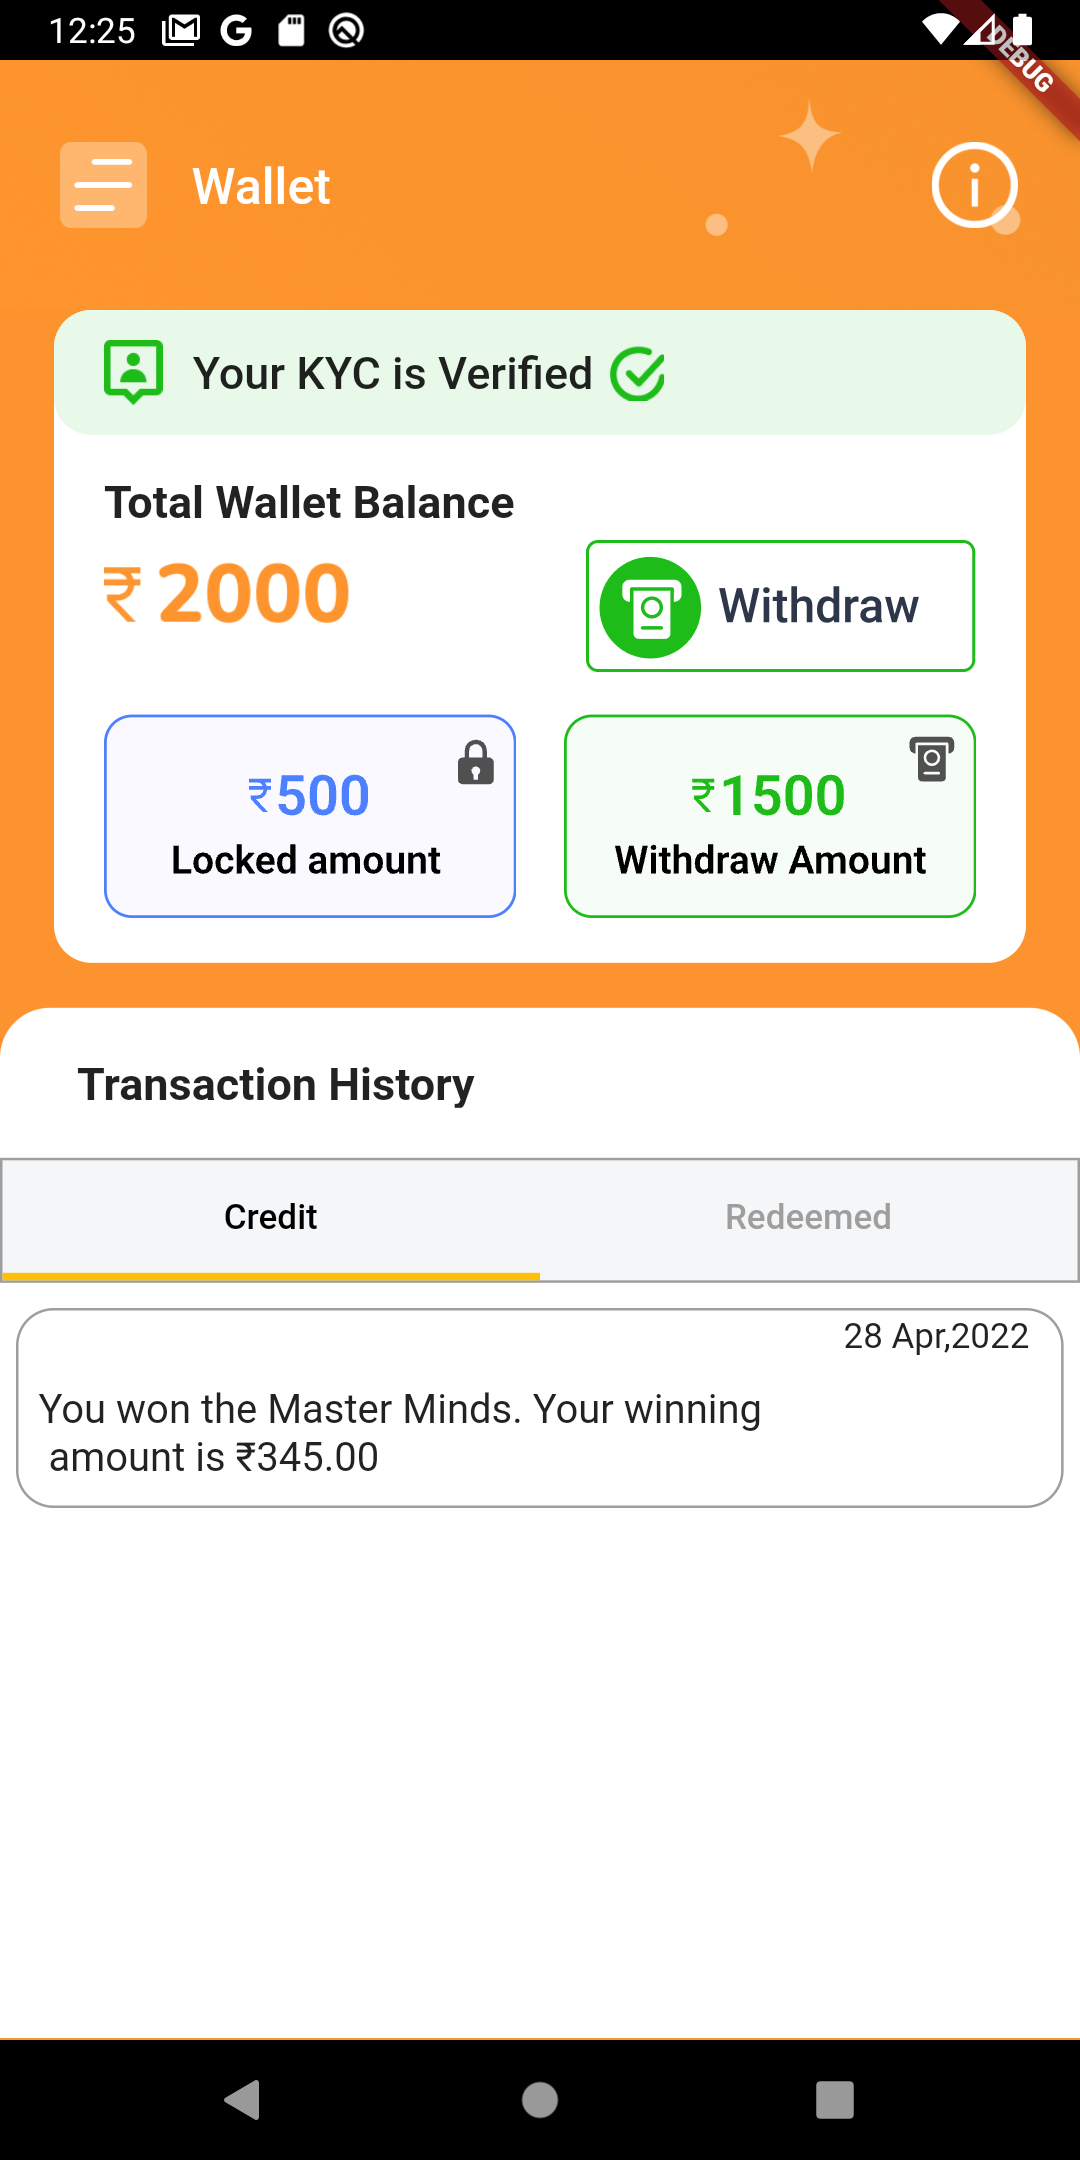 12:25
DEBUG
Wallet
Your KYC is Verified
Total Wallet Balance
₹ 2000
Withdraw
₹500
Locked amount
₹1500
Withdraw Amount
Transaction History
Credit
Redeemed
28 Apr,2022
You won the Master Minds. Your winning
amount is ₹345.00